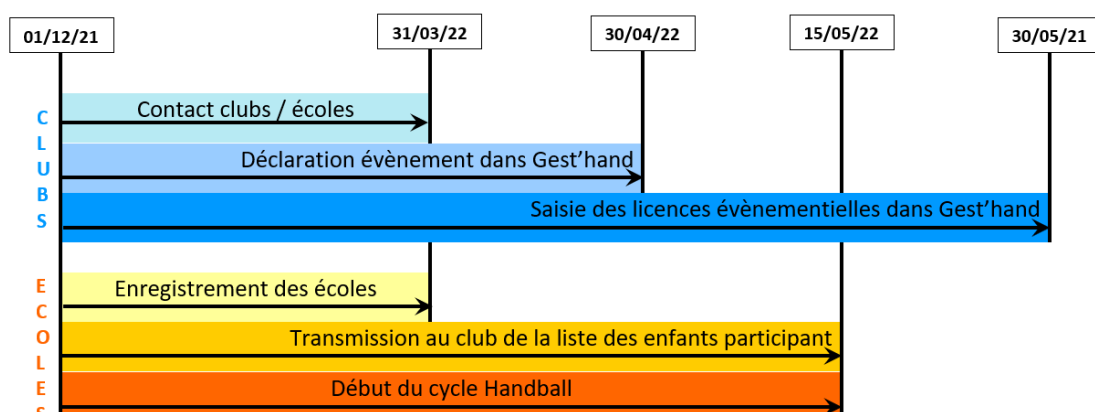 01/12/21
31/03/22
30/04/22
15/05/22
30/05/21
CLUBS
Contact clubs / écoles
Déclaration évènement dans Gest'hand
Saisie des licences évènementielles dans Gest'hand
ECOLES
Enregistrement des écoles
Transmission au club de la liste des enfants participant
Début du cycle Handball